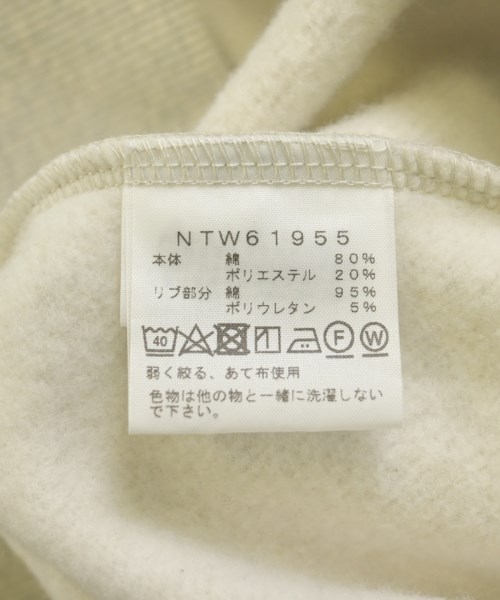 NTW61955
本体 綿 80%
ポリエステル 20%
リブ部分 綿 95%
ポリウレタン 5%
40 F W
弱く絞る、あて布使用
色物は他の物と一緒に洗濯しない
で下さい。